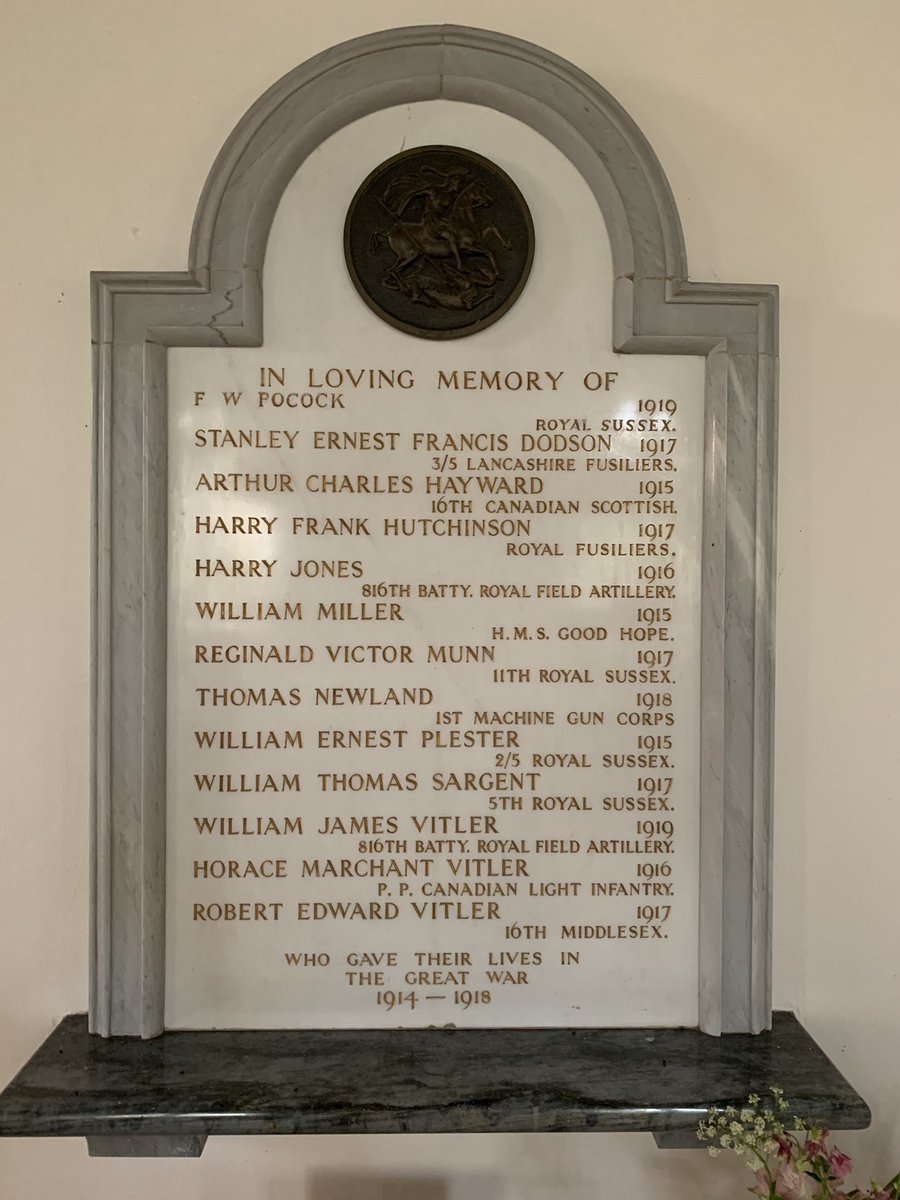 IN LOVING MEMORY OF
F W POCOCK 1919
ROYAL SUSSEX.
STANLEY ERNEST FRANCIS DODSON 1917
3/5 LANCASHIRE FUSILIERS.
ARTHUR CHARLES HAYWARD 1915
16TH CANADIAN SCOTTISH.
HARRY FRANK HUTCHINSON 1917
ROYAL FUSILIERS.
HARRY JONES 1916
816TH BATTY. ROYAL FIELD ARTILLERY.
WILLIAM MILLER 1915
H.M.S. GOOD HOPE.
REGINALD VICTOR MUNN 1917
11TH ROYAL SUSSEX.
THOMAS NEWLAND 1918
1ST MACHINE GUN CORPS
WILLIAM ERNEST PLESTER 1915
2/5 ROYAL SUSSEX.
WILLIAM THOMAS SARGENT 1917
5TH ROYAL SUSSEX.
WILLIAM JAMES VITLER 1919
816TH BATTY. ROYAL FIELD ARTILLERY.
HORACE MARCHANT VITLER 1916
P. P. CANADIAN LIGHT INFANTRY.
ROBERT EDWARD VITLER 1917
16TH MIDDLESEX.
WHO GAVE THEIR LIVES IN
THE GREAT WAR
1914 — 1918